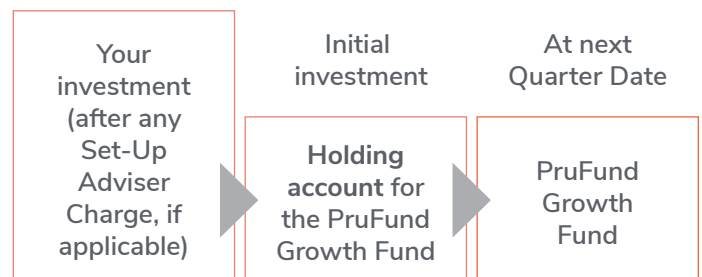 Your
investment
(after any
Set-Up
Adviser
Charge, if
applicable)
Initial
investment
Holding
account for
the PruFund
Growth Fund
At next
Quarter Date
PruFund
Growth
Fund